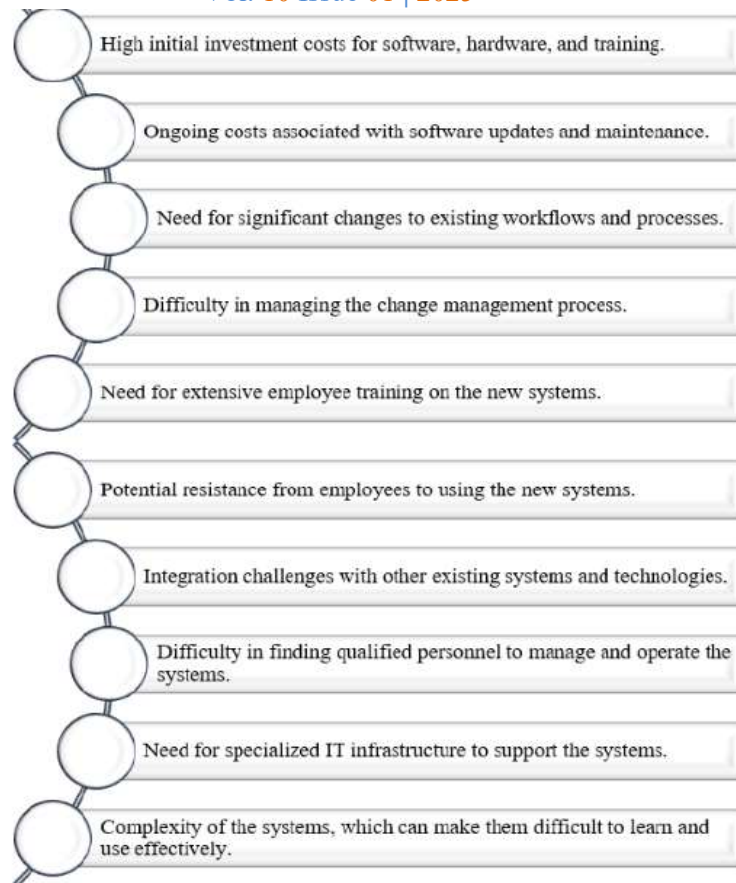 High initial investment costs for software, hardware, and training.
Ongoing costs associated with software updates and maintenance.
Need for significant changes to existing workflows and processes.
Difficulty in managing the change management process.
Need for extensive employee training on the new systems.
Potential resistance from employees to using the new systems.
Integration challenges with other existing systems and technologies.
Difficulty in finding qualified personnel to manage and operate the
systems.
Need for specialized IT infrastructure to support the systems.
Complexity of the systems, which can make them difficult to learn and
use effectively.